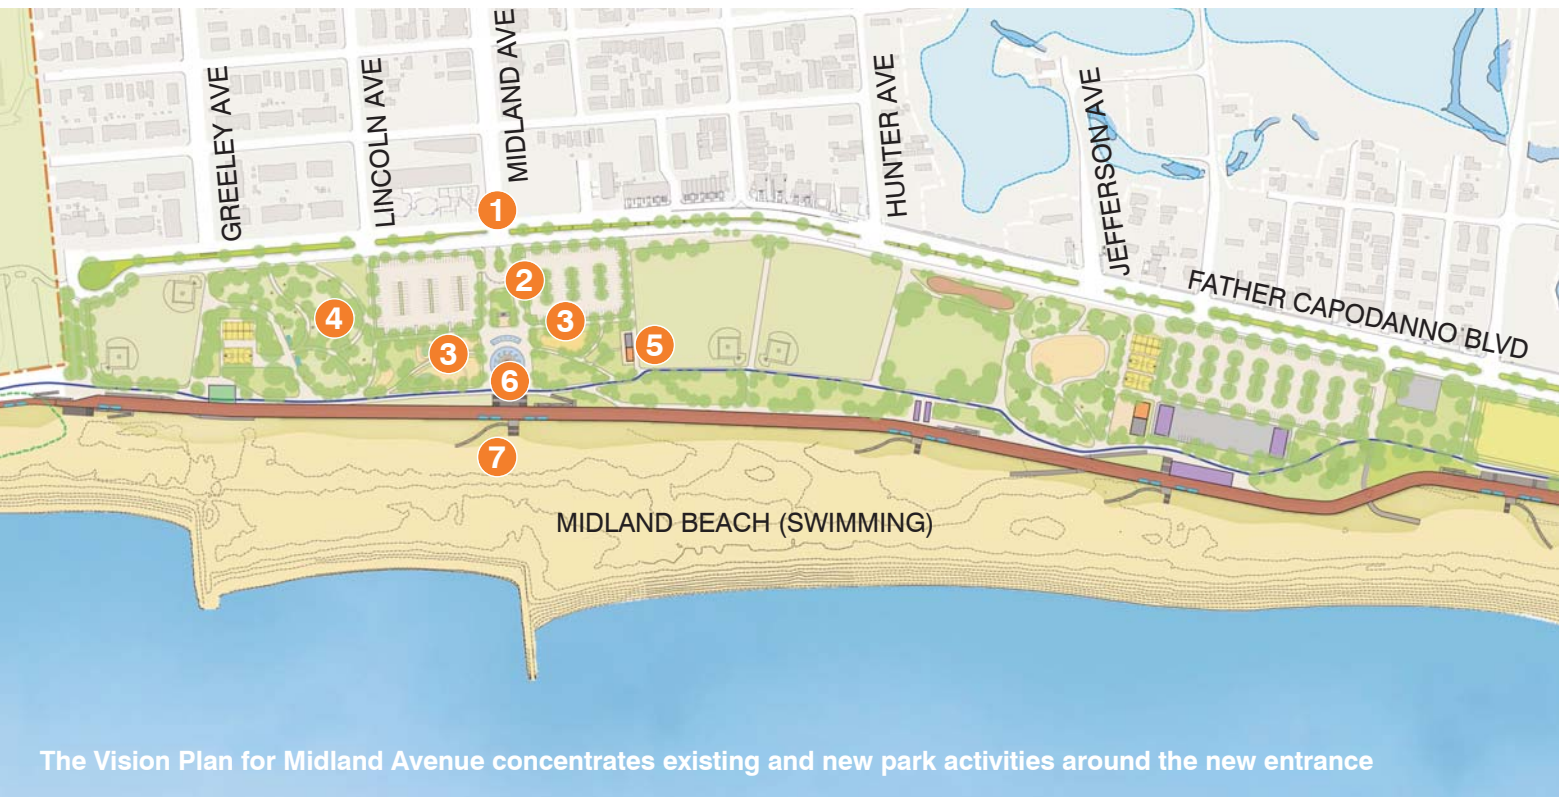 GREELEY AVE
LINCOLN AVE
MIDLAND AVE
HUNTER AVE
JEFFERSON AVE
FATHER CAPODANNO BLVD
1
2
3
4
3
5
6
7
MIDLAND BEACH (SWIMMING)
The Vision Plan for Midland Avenue concentrates existing and new park activities around the new entrance